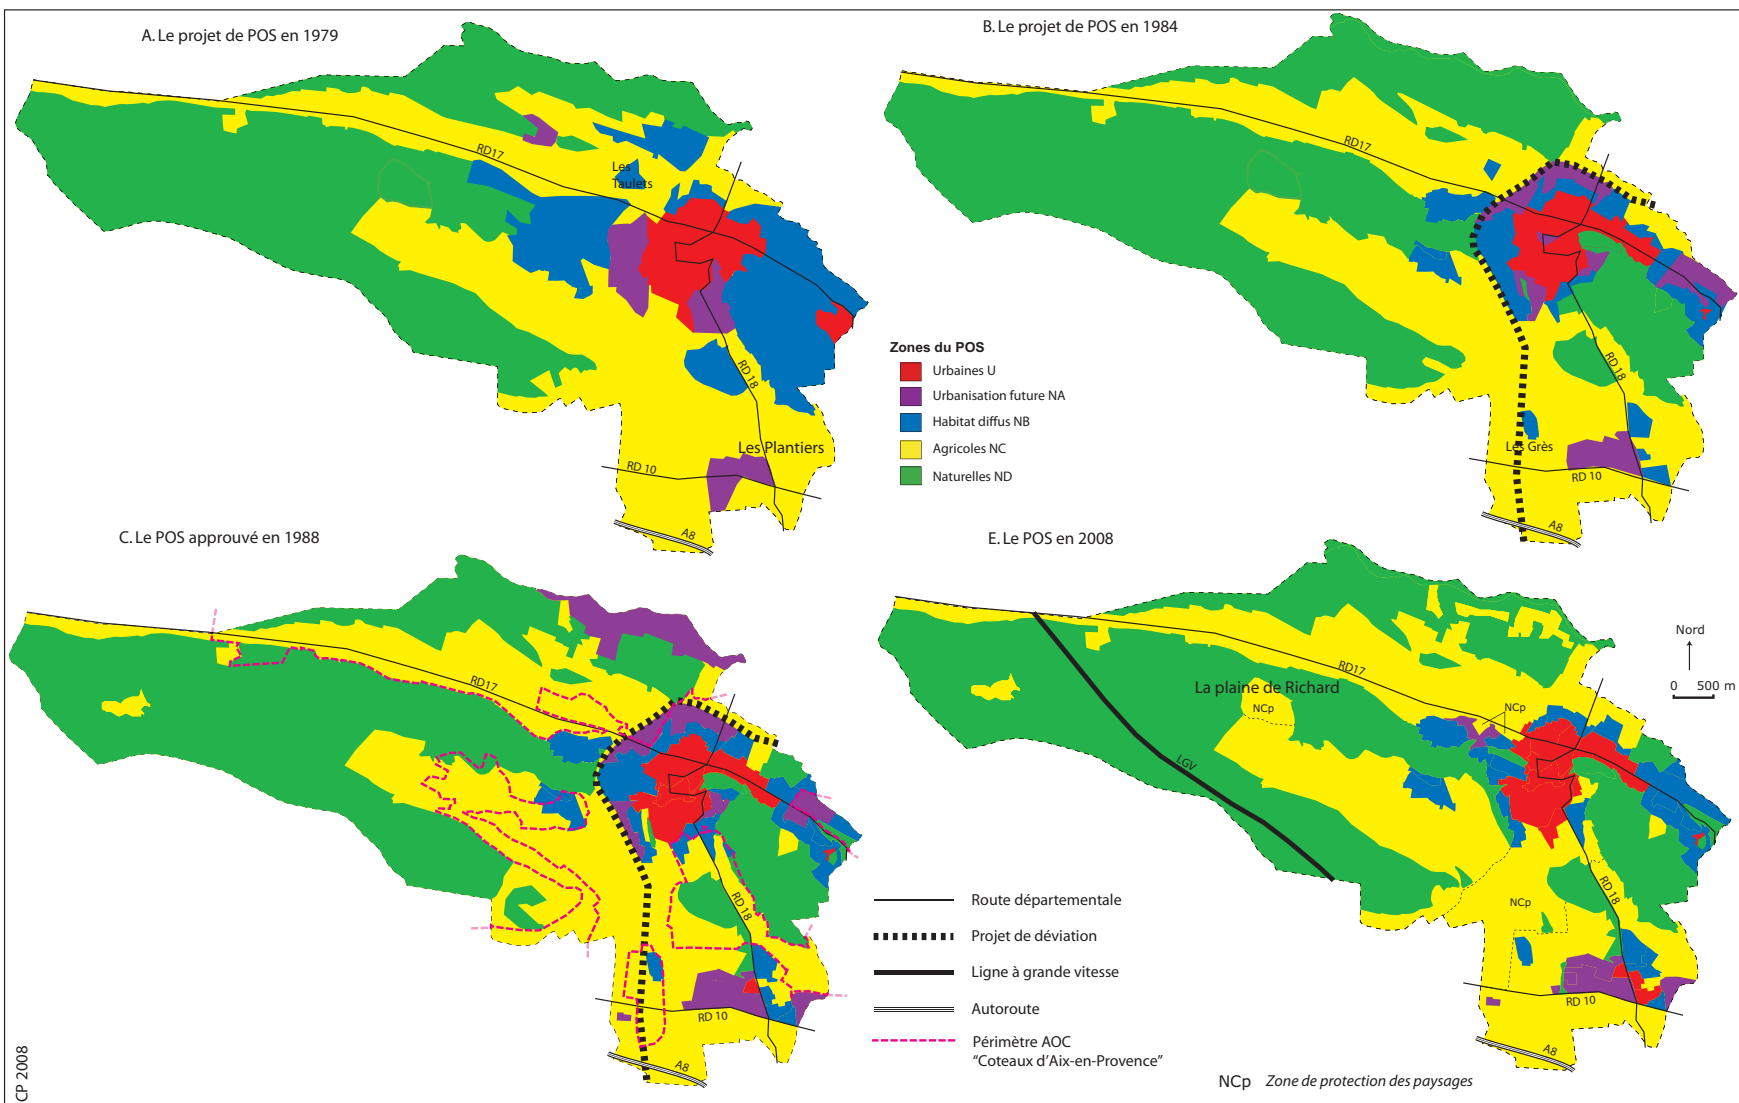 A. Le projet de POS en 1979
RD17
Les
Taulets
RD 18
Les Plantiers
RD 10
A8
B. Le projet de POS en 1984
RD17
RD 18
Les Grès
RD 10
A8
Zones du POS
Urbaines U
Urbanisation future NA
Habitat diffus NB
Agricoles NC
Naturelles ND
C. Le POS approuvé en 1988
RD17
RD 18
RD 10
A8
E. Le POS en 2008
Nord
0 500 m
RD17
La plaine de Richard
NCp
NCp
LGV
RD 18
NCp
RD 10
A8
Route départementale
Projet de déviation
Ligne à grande vitesse
Autoroute
Périmètre AOC
“Coteaux d’Aix-en-Provence”
NCp Zone de protection des paysages
CP 2008